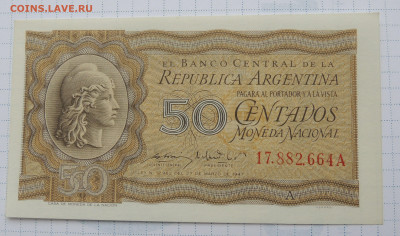 COINS.LAVE.RU
EL BANCO CENTRAL DE LA
REPUBLICA ARGENTINA
PAGARA AL PORTADOR Y A LA VISTA
50 CENTAVOS
MONEDA NACIONAL
17.882.664A
50
A